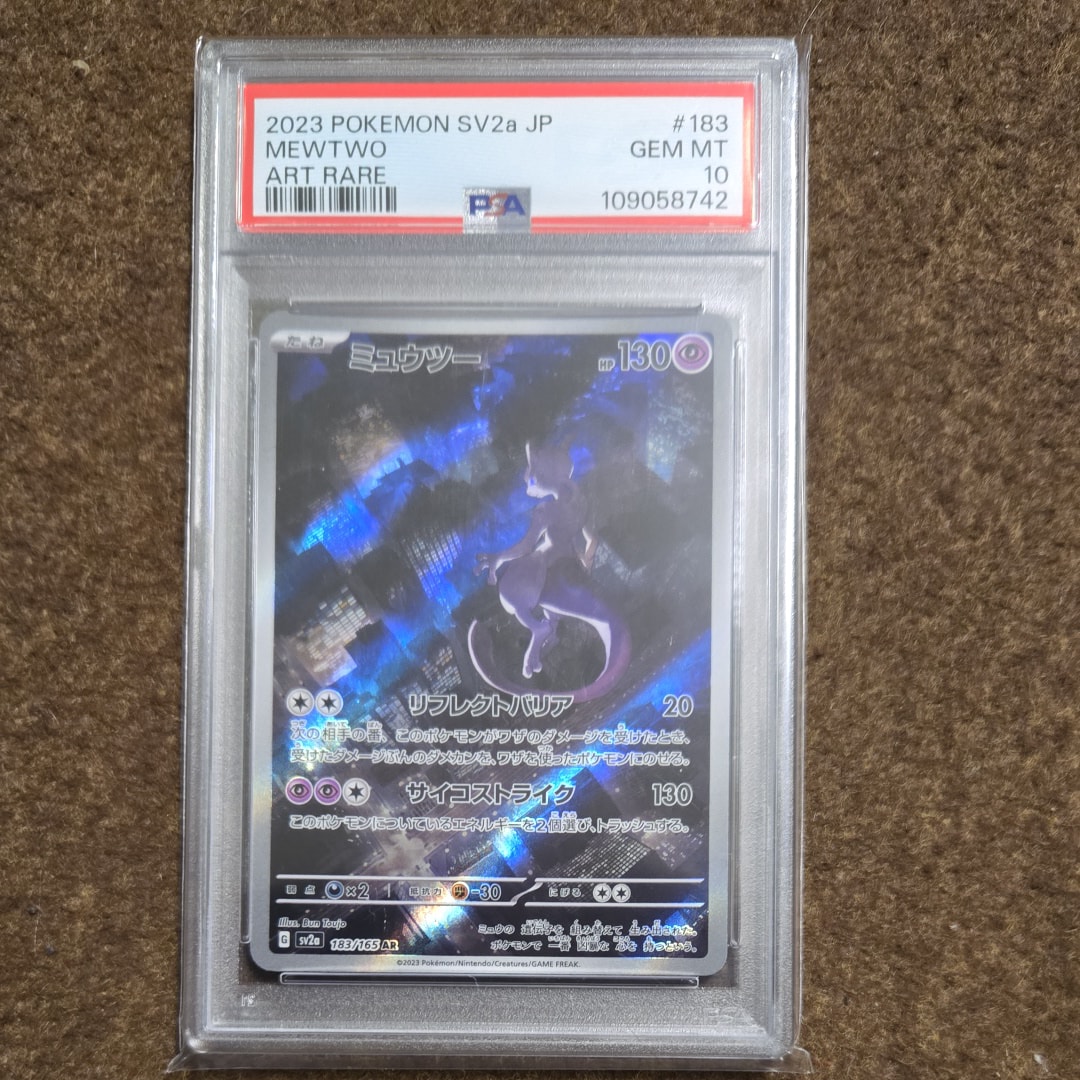 2023 POKEMON SV2a JP #183
MEWTWO GEM MT
ART RARE 10
PSA 109058742
たね ミュウツー HP130
リフレクトバリア 20
次の相手の番、このポケモンがワザのダメージを受けたとき、
受けたダメージぶんのダメカンを、ワザを使ったポケモンにのせる。
サイコストライク 130
このポケモンについているエネルギーを2個選び、トラッシュする。
弱点 ×2 抵抗力 -30 にげる
Illus. Bun Toujo
G sv2a 183/165 AR
ミュウの 遺伝子を 組み替えて 生み出された。
ポケモンで 一番 凶暴な 心を 持つという。
©2023 Pokémon/Nintendo/Creatures/GAME FREAK.